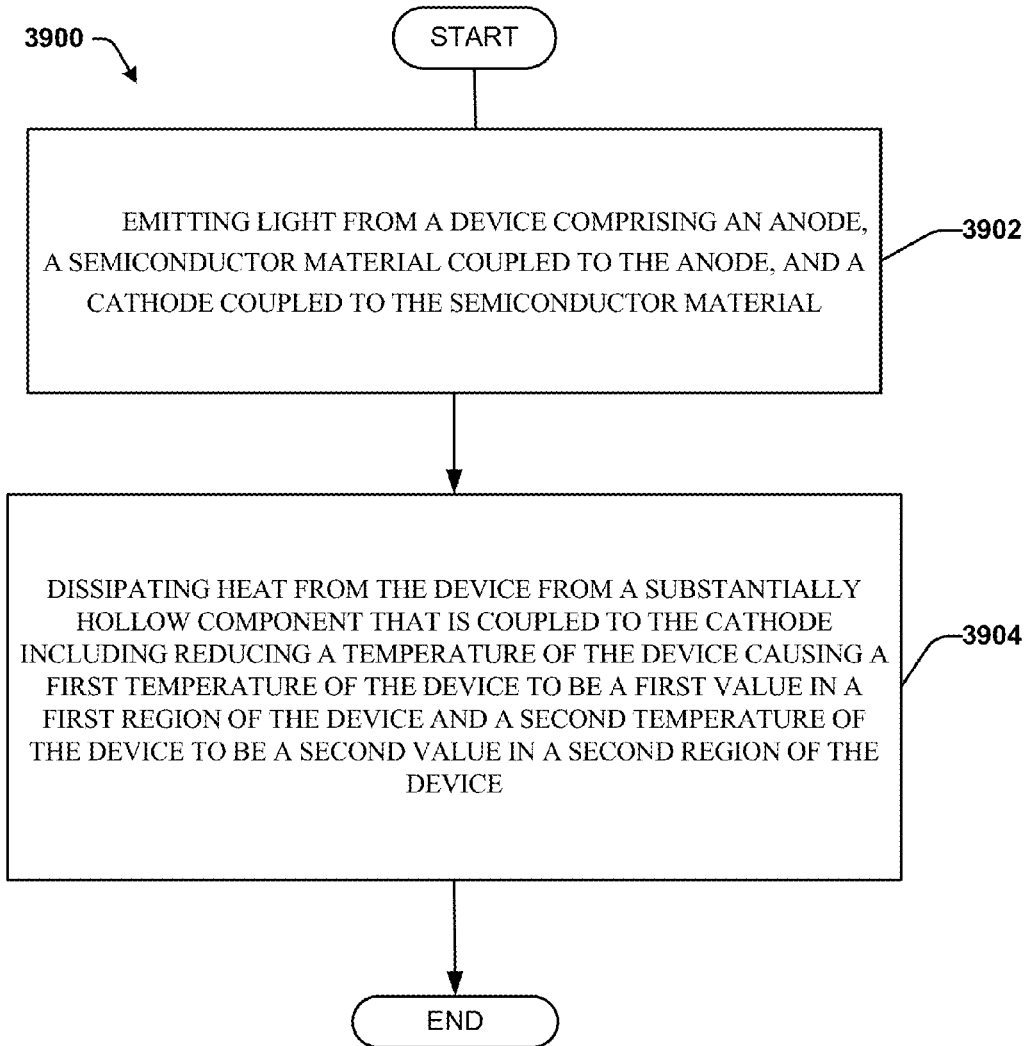 3900
START
EMITTING LIGHT FROM A DEVICE COMPRISING AN ANODE,
A SEMICONDUCTOR MATERIAL COUPLED TO THE ANODE, AND A
CATHODE COUPLED TO THE SEMICONDUCTOR MATERIAL
3902
DISSIPATING HEAT FROM THE DEVICE FROM A SUBSTANTIALLY
HOLLOW COMPONENT THAT IS COUPLED TO THE CATHODE
INCLUDING REDUCING A TEMPERATURE OF THE DEVICE CAUSING A
FIRST TEMPERATURE OF THE DEVICE TO BE A FIRST VALUE IN A
FIRST REGION OF THE DEVICE AND A SECOND TEMPERATURE OF
THE DEVICE TO BE A SECOND VALUE IN A SECOND REGION OF THE
DEVICE
3904
END